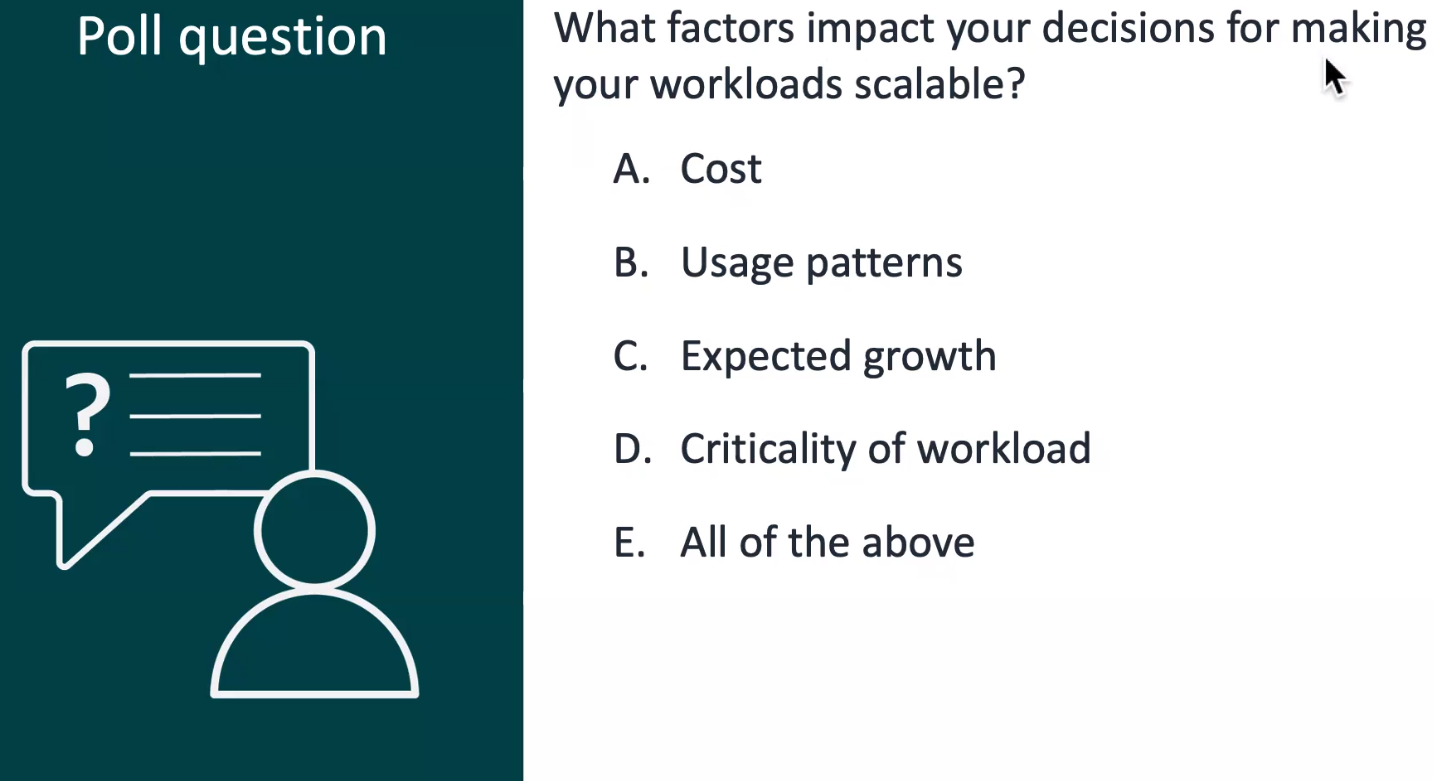 Poll question
What factors impact your decisions for making
your workloads scalable?
A. Cost
B. Usage patterns
C. Expected growth
D. Criticality of workload
E. All of the above
?